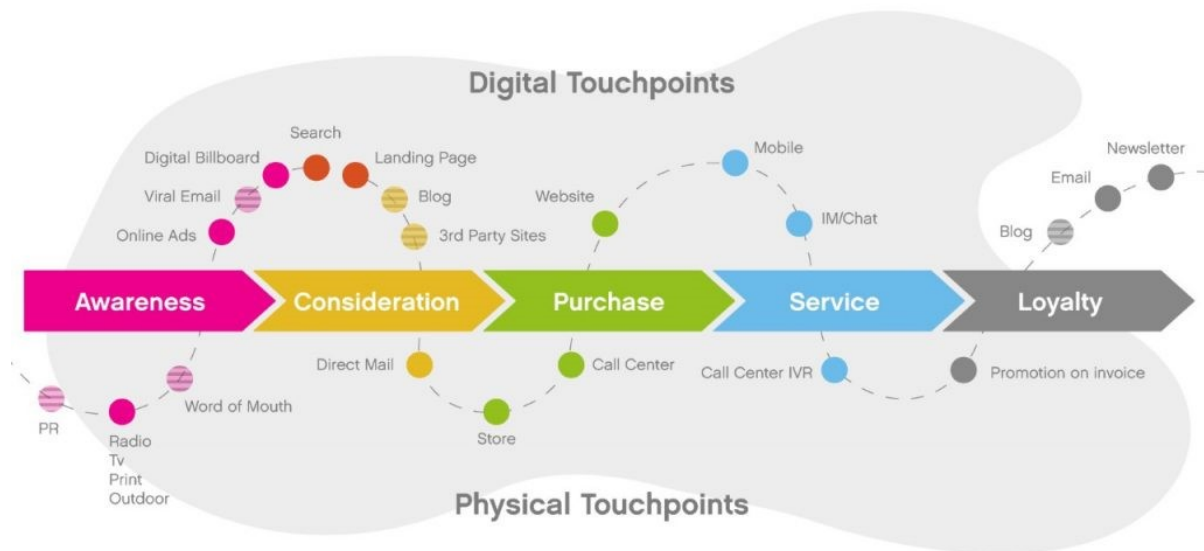 Digital Touchpoints
Search
Digital Billboard
Landing Page
Mobile
Newsletter
Viral Email
Blog
Website
Email
Online Ads
3rd Party Sites
IM/Chat
Blog
Awareness
Consideration
Purchase
Service
Loyalty
Direct Mail
Call Center
Call Center IVR
Promotion on invoice
PR
Word of Mouth
Radio
Tv
Print
Outdoor
Store
Physical Touchpoints